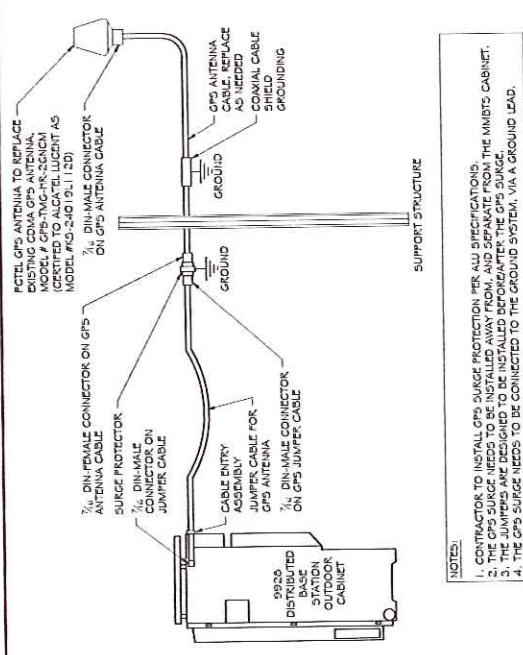 PCTEL GPS ANTENNA TO REPLACE
EXISTING CDMA GPS ANTENNA,
MODEL # GPS-TMG-HR-26NCM
(CERTIFIED TO ALCATEL LUCENT AS
MODEL #KS-24019L112D)
7/16 DIN-MALE CONNECTOR
ON GPS ANTENNA CABLE
GPS ANTENNA
CABLE, REPLACE
AS NEEDED
COAXIAL CABLE
SHIELD
GROUNDING
GROUND
SUPPORT STRUCTURE
7/16 DIN-FEMALE CONNECTOR ON GPS
ANTENNA CABLE
SURGE PROTECTOR
7/16 DIN-MALE
CONNECTOR ON
JUMPER CABLE
GROUND
CABLE ENTRY
ASSEMBLY
JUMPER CABLE FOR
GPS ANTENNA
7/16 DIN-MALE CONNECTOR
ON GPS JUMPER CABLE
9928
DISTRIBUTED
BASE
STATION
OUTDOOR
CABINET
NOTES:
1. CONTRACTOR TO INSTALL GPS SURGE PROTECTION PER ALU SPECIFICATIONS.
2. THE GPS SURGE NEEDS TO BE INSTALLED AWAY FROM, AND SEPARATE FROM THE MMBTS CABINET.
3. THE JUMPERS ARE DESIGNED TO BE INSTALLED BEFORE/AFTER THE GPS SURGE.
4. THE GPS SURGE NEEDS TO BE CONNECTED TO THE GROUND SYSTEM, VIA A GROUND LEAD.